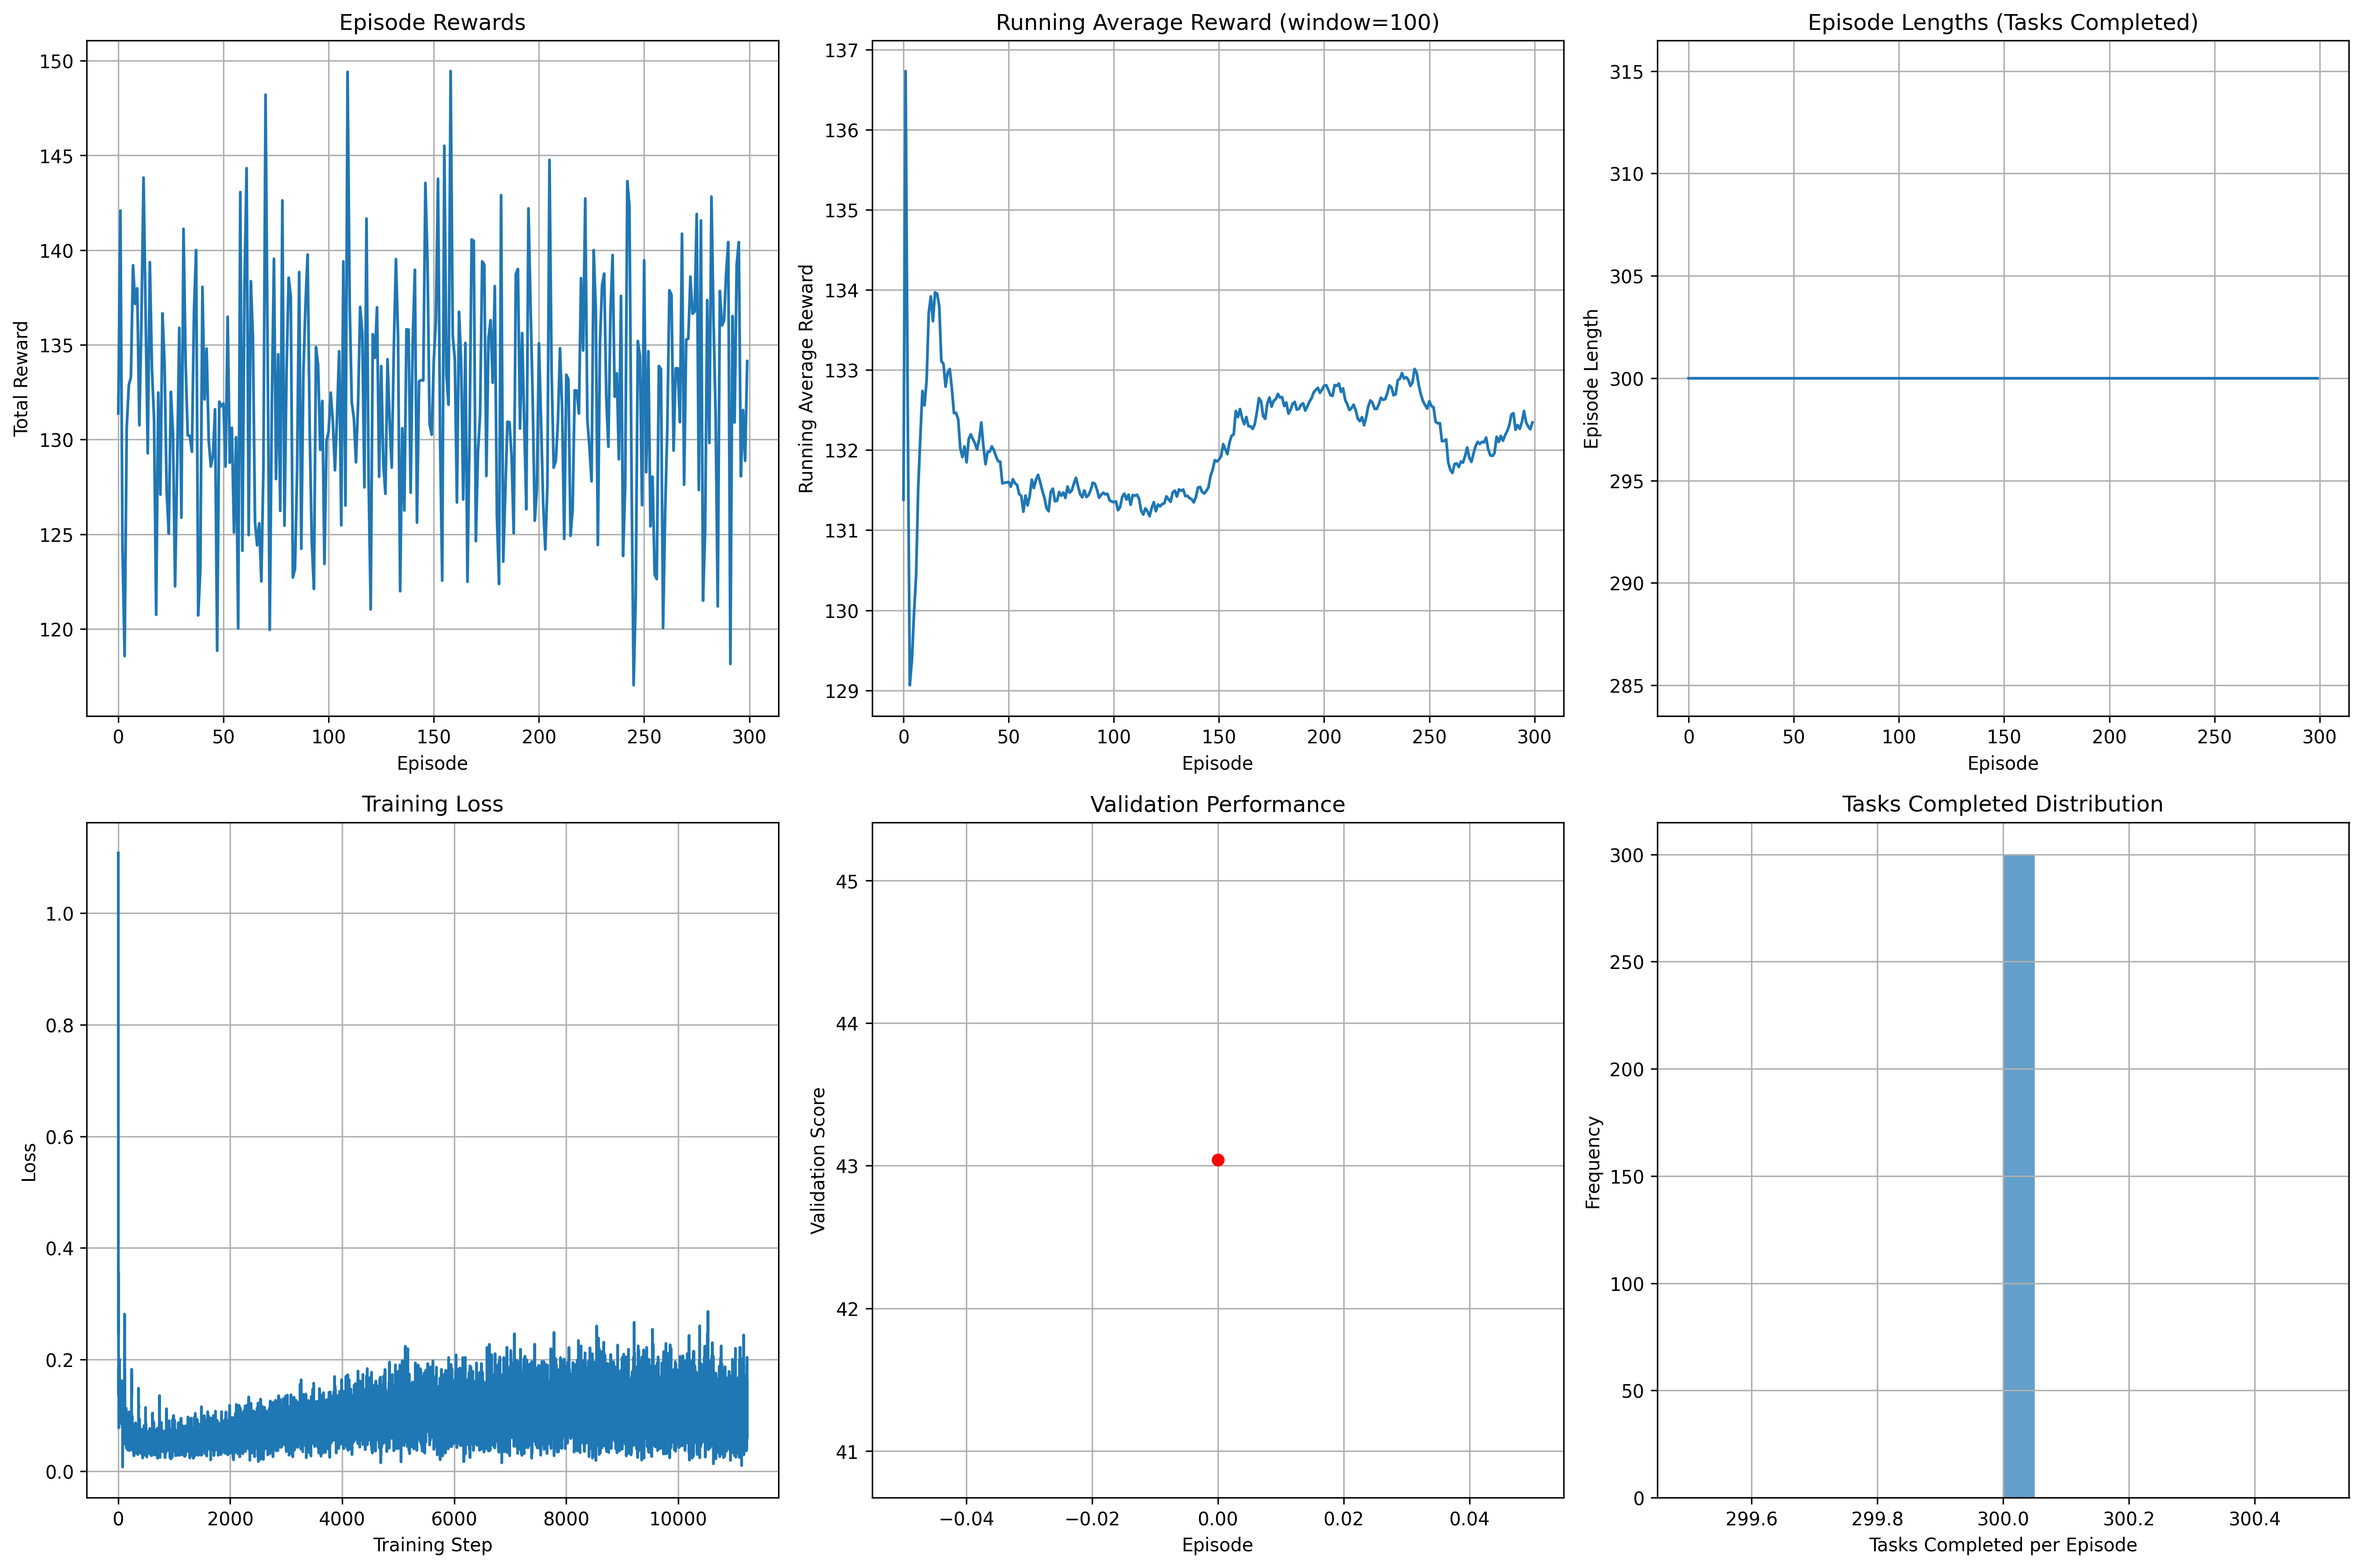 Episode Rewards
Total Reward
150
145
140
135
130
125
120
0 50 100 150 200 250 300
Episode
Running Average Reward (window=100)
Running Average Reward
137
136
135
134
133
132
131
130
129
0 50 100 150 200 250 300
Episode
Episode Lengths (Tasks Completed)
Episode Length
315
310
305
300
295
290
285
0 50 100 150 200 250 300
Episode
Training Loss
Loss
1.0
0.8
0.6
0.4
0.2
0.0
0 2000 4000 6000 8000 10000
Training Step
Validation Performance
Validation Score
45
44
43
42
41
−0.04 −0.02 0.00 0.02 0.04
Episode
Tasks Completed Distribution
Frequency
300
250
200
150
100
50
0
299.6 299.8 300.0 300.2 300.4
Tasks Completed per Episode